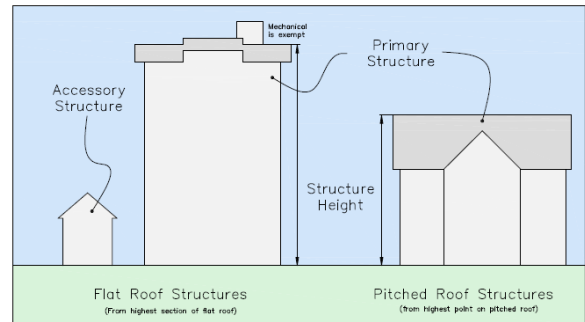 Mechanical
is exempt
Primary
Structure
Accessory
Structure
Structure
Height
Flat Roof Structures
(From highest section of flat roof)
Pitched Roof Structures
(from highest point on pitched roof)